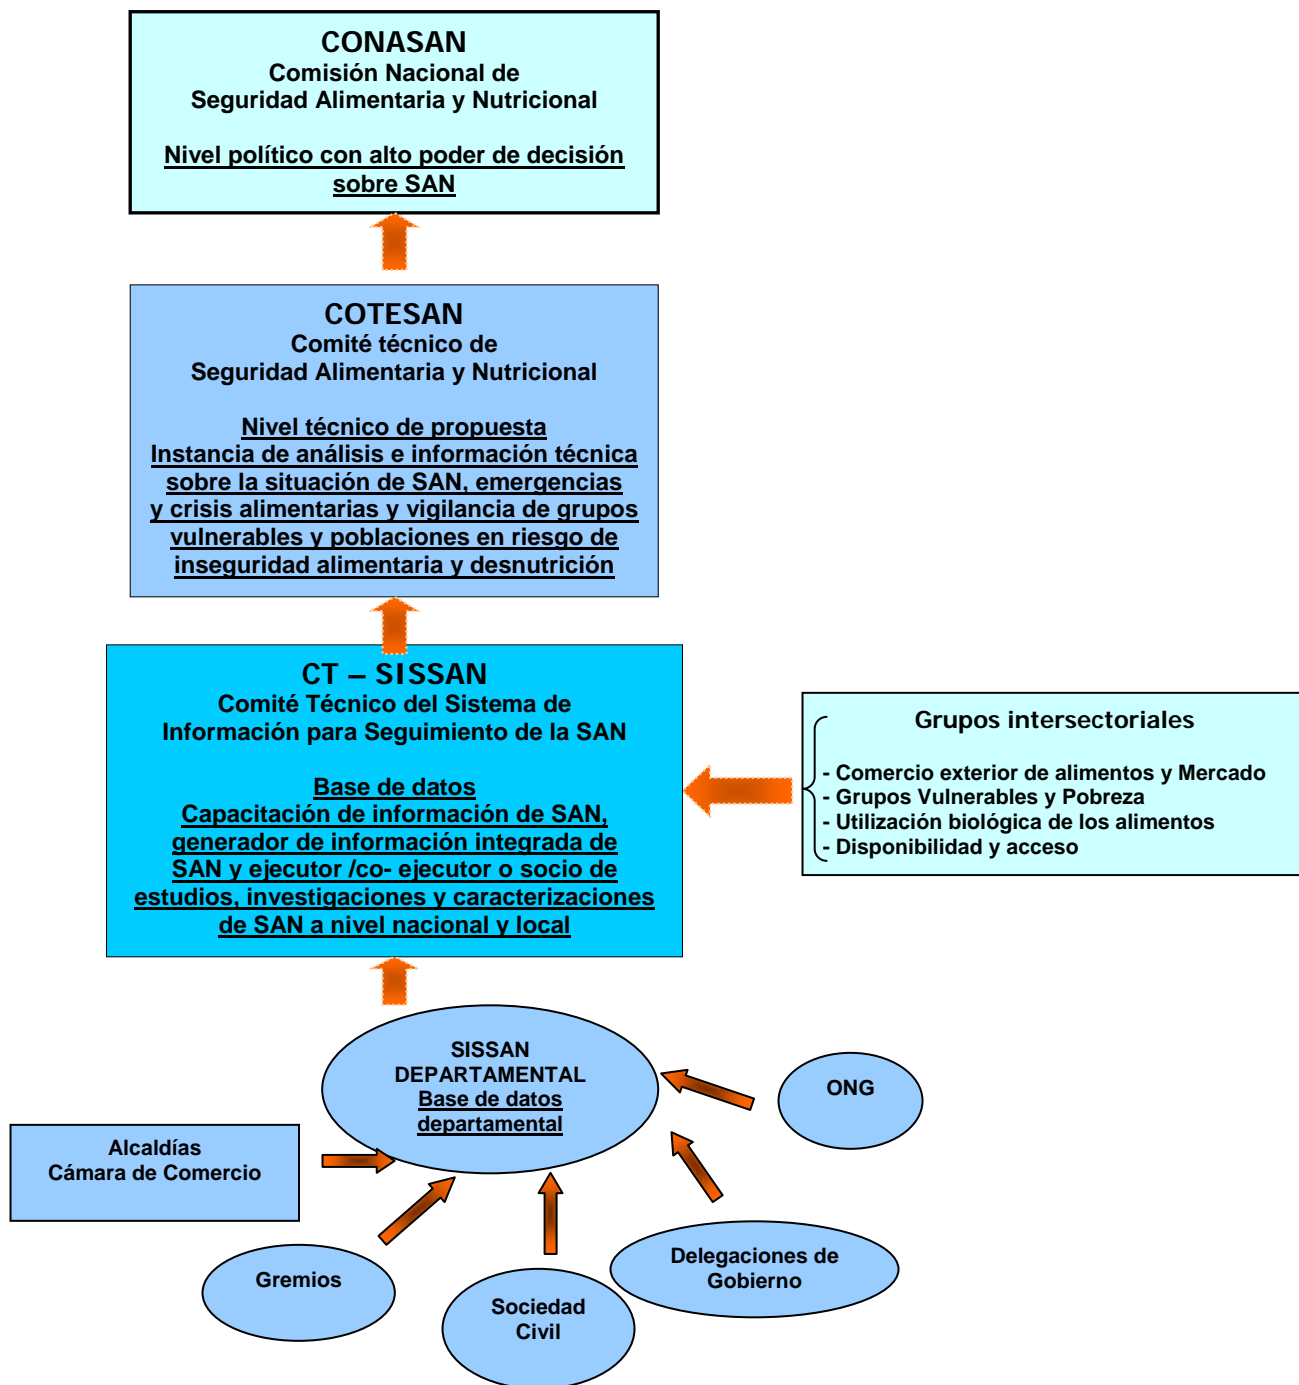 CONASAN
Comisión Nacional de
Seguridad Alimentaria y Nutricional
Nivel político con alto poder de decisión
sobre SAN
COTESAN
Comité técnico de
Seguridad Alimentaria y Nutricional
Nivel técnico de propuesta
Instancia de análisis e información técnica
sobre la situación de SAN, emergencias
y crisis alimentarias y vigilancia de grupos
vulnerables y poblaciones en riesgo de
inseguridad alimentaria y desnutrición
CT – SISSAN
Comité Técnico del Sistema de
Información para Seguimiento de la SAN
Base de datos
Capacitación de información de SAN,
generador de información integrada de
SAN y ejecutor /co- ejecutor o socio de
estudios, investigaciones y caracterizaciones
de SAN a nivel nacional y local
Grupos intersectoriales
- Comercio exterior de alimentos y Mercado
- Grupos Vulnerables y Pobreza
- Utilización biológica de los alimentos
- Disponibilidad y acceso
SISSAN
DEPARTAMENTAL
Base de datos
departamental
ONG
Alcaldías
Cámara de Comercio
Gremios
Sociedad
Civil
Delegaciones de
Gobierno